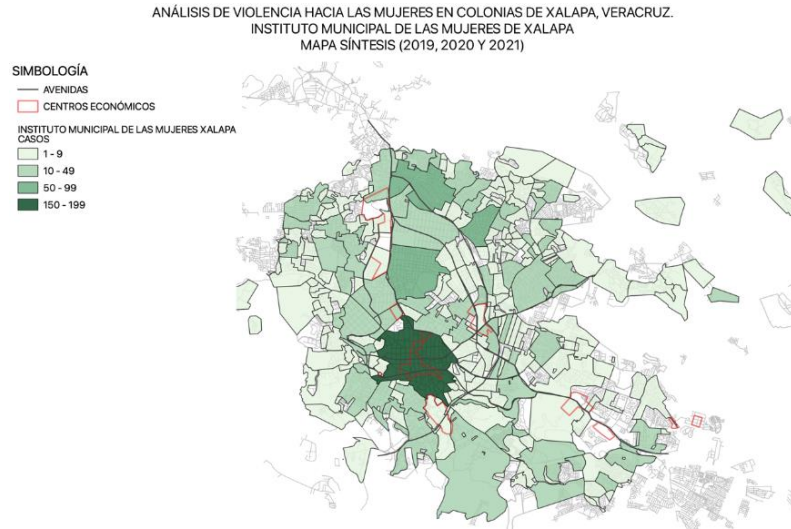 ANÁLISIS DE VIOLENCIA HACIA LAS MUJERES EN COLONIAS DE XALAPA, VERACRUZ.
INSTITUTO MUNICIPAL DE LAS MUJERES DE XALAPA
MAPA SÍNTESIS (2019, 2020 Y 2021)
SIMBOLOGÍA
AVENIDAS
CENTROS ECONÓMICOS
INSTITUTO MUNICIPAL DE LAS MUJERES XALAPA
CASOS
1 - 9
10 - 49
50 - 99
150 - 199